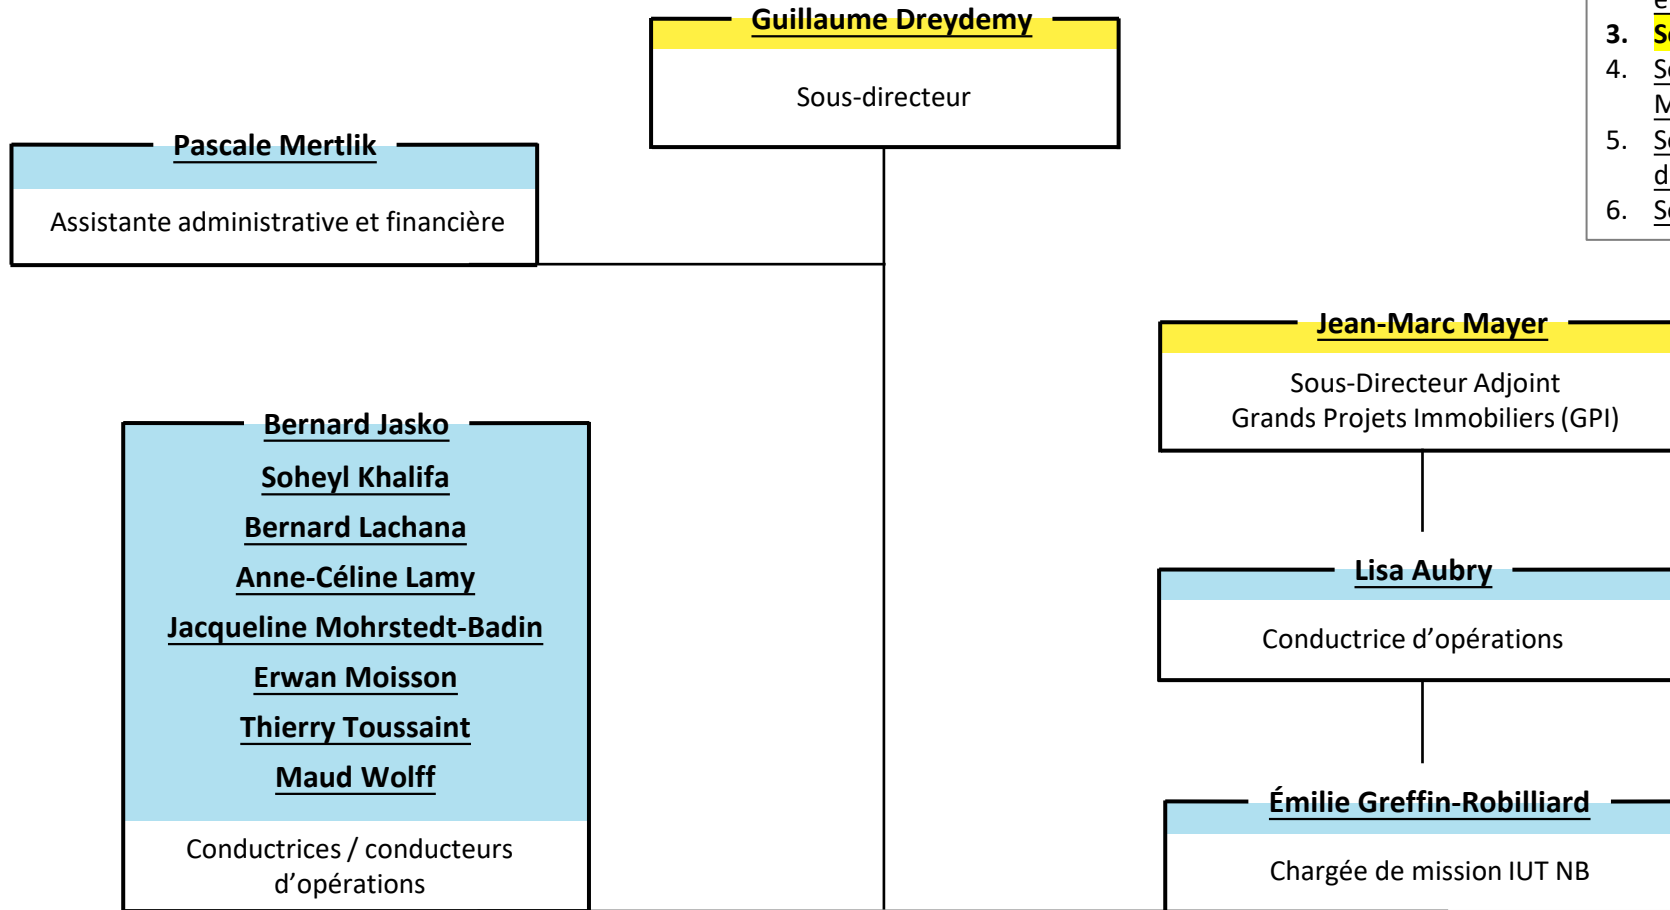 Guillaume Dreydemy
Sous-directeur
3.
4.
5.
6.
Pascale Mertlik
Assistante administrative et financière
Jean-Marc Mayer
Sous-Directeur Adjoint
Grands Projets Immobiliers (GPI)
Bernard Jasko
Soheyl Khalifa
Bernard Lachana
Anne-Céline Lamy
Jacqueline Mohrstedt-Badin
Erwan Moisson
Thierry Toussaint
Maud Wolff
Conductrices / conducteurs
d’opérations
Lisa Aubry
Conductrice d’opérations
Émilie Greffin-Robilliard
Chargée de mission IUT NB